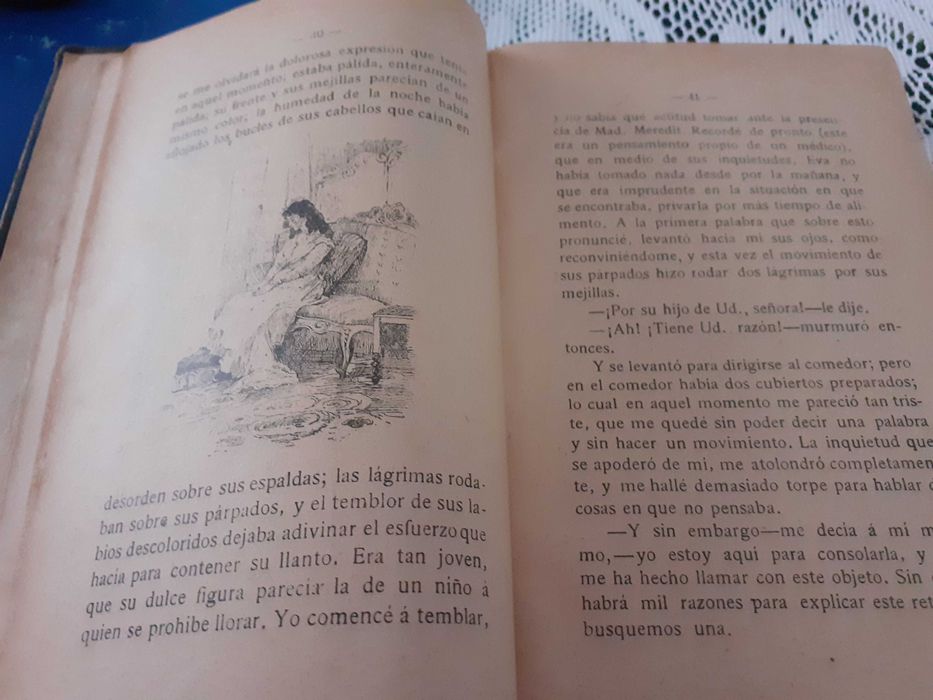 — 40 —
se me olvidará la dolorosa expresión que tenía
en aquel momento; estaba pálida, enteramente
pálida; su frente y sus mejillas parecían de un
mismo color; la humedad de la noche había
aflojado los bucles de sus cabellos que caían en
desorden sobre sus espaldas; las lágrimas roda-
ban sobre sus párpados, y el temblor de sus la-
bios descoloridos dejaba adivinar el esfuerzo que
hacía para contener su llanto. Era tan joven,
que su dulce figura parecía la de un niño á
quien se prohibe llorar. Yo comencé á temblar,
— 41 —
y no sabía qué actitud tomar ante la presen-
cia de Mad. Meredit. Recordé de pronto (este
era un pensamiento propio de un médico),
que en medio de sus inquietudes, Eva no
había tomado nada desde por la mañana, y
que era imprudente en la situación en que
se encontraba, privarla por más tiempo de ali-
mento. A la primera palabra que sobre esto
pronuncié, levantó hacia mi sus ojos, como
reconviniéndome, y esta vez el movimiento de
sus párpados hizo rodar dos lágrimas por sus
mejillas.
—¡Por su hijo de Ud., señora!—le dije.
—¡Ah! ¡Tiene Ud. razón!—murmuró en-
tonces.
Y se levantó para dirigirse al comedor; pero
en el comedor había dos cubiertos preparados;
lo cual en aquel momento me pareció tan tris-
te, que me quedé sin poder decir una palabra
y sin hacer un movimiento. La inquietud que
se apoderó de mí, me atolondró completamen
te, y me hallé demasiado torpe para hablar
cosas en que no pensaba.
—Y sin embargo—me decía á mí
mo,—yo estoy aquí para consolarla, y
me ha hecho llamar con este objeto. Sin
habrá mil razones para explicar este
busquemos una.